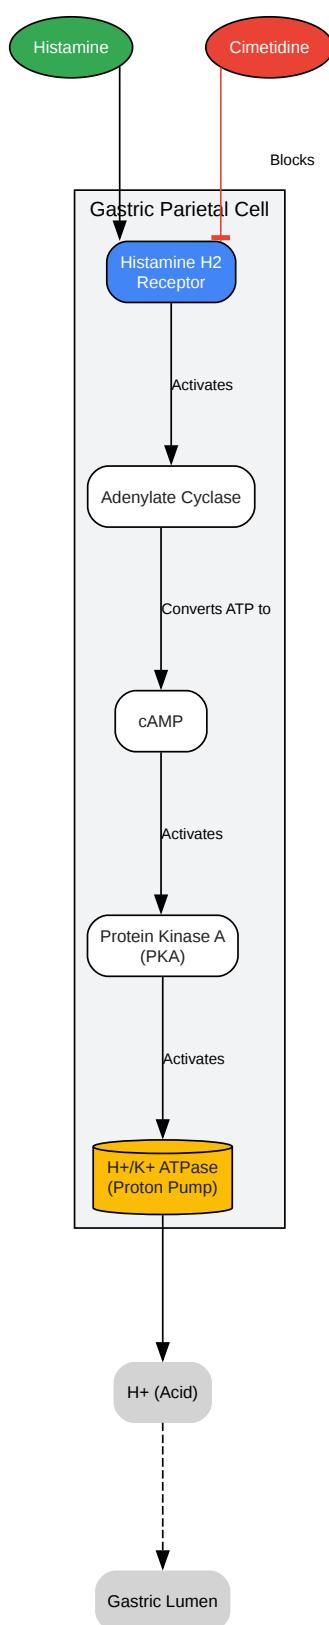 Histamine
Cimetidine
Blocks
Gastric Parietal Cell
Histamine H2
Receptor
Activates
Adenylate Cyclase
Converts ATP to
cAMP
Activates
Protein Kinase A
(PKA)
Activates
H+/K+ ATPase
(Proton Pump)
H+ (Acid)
Gastric Lumen